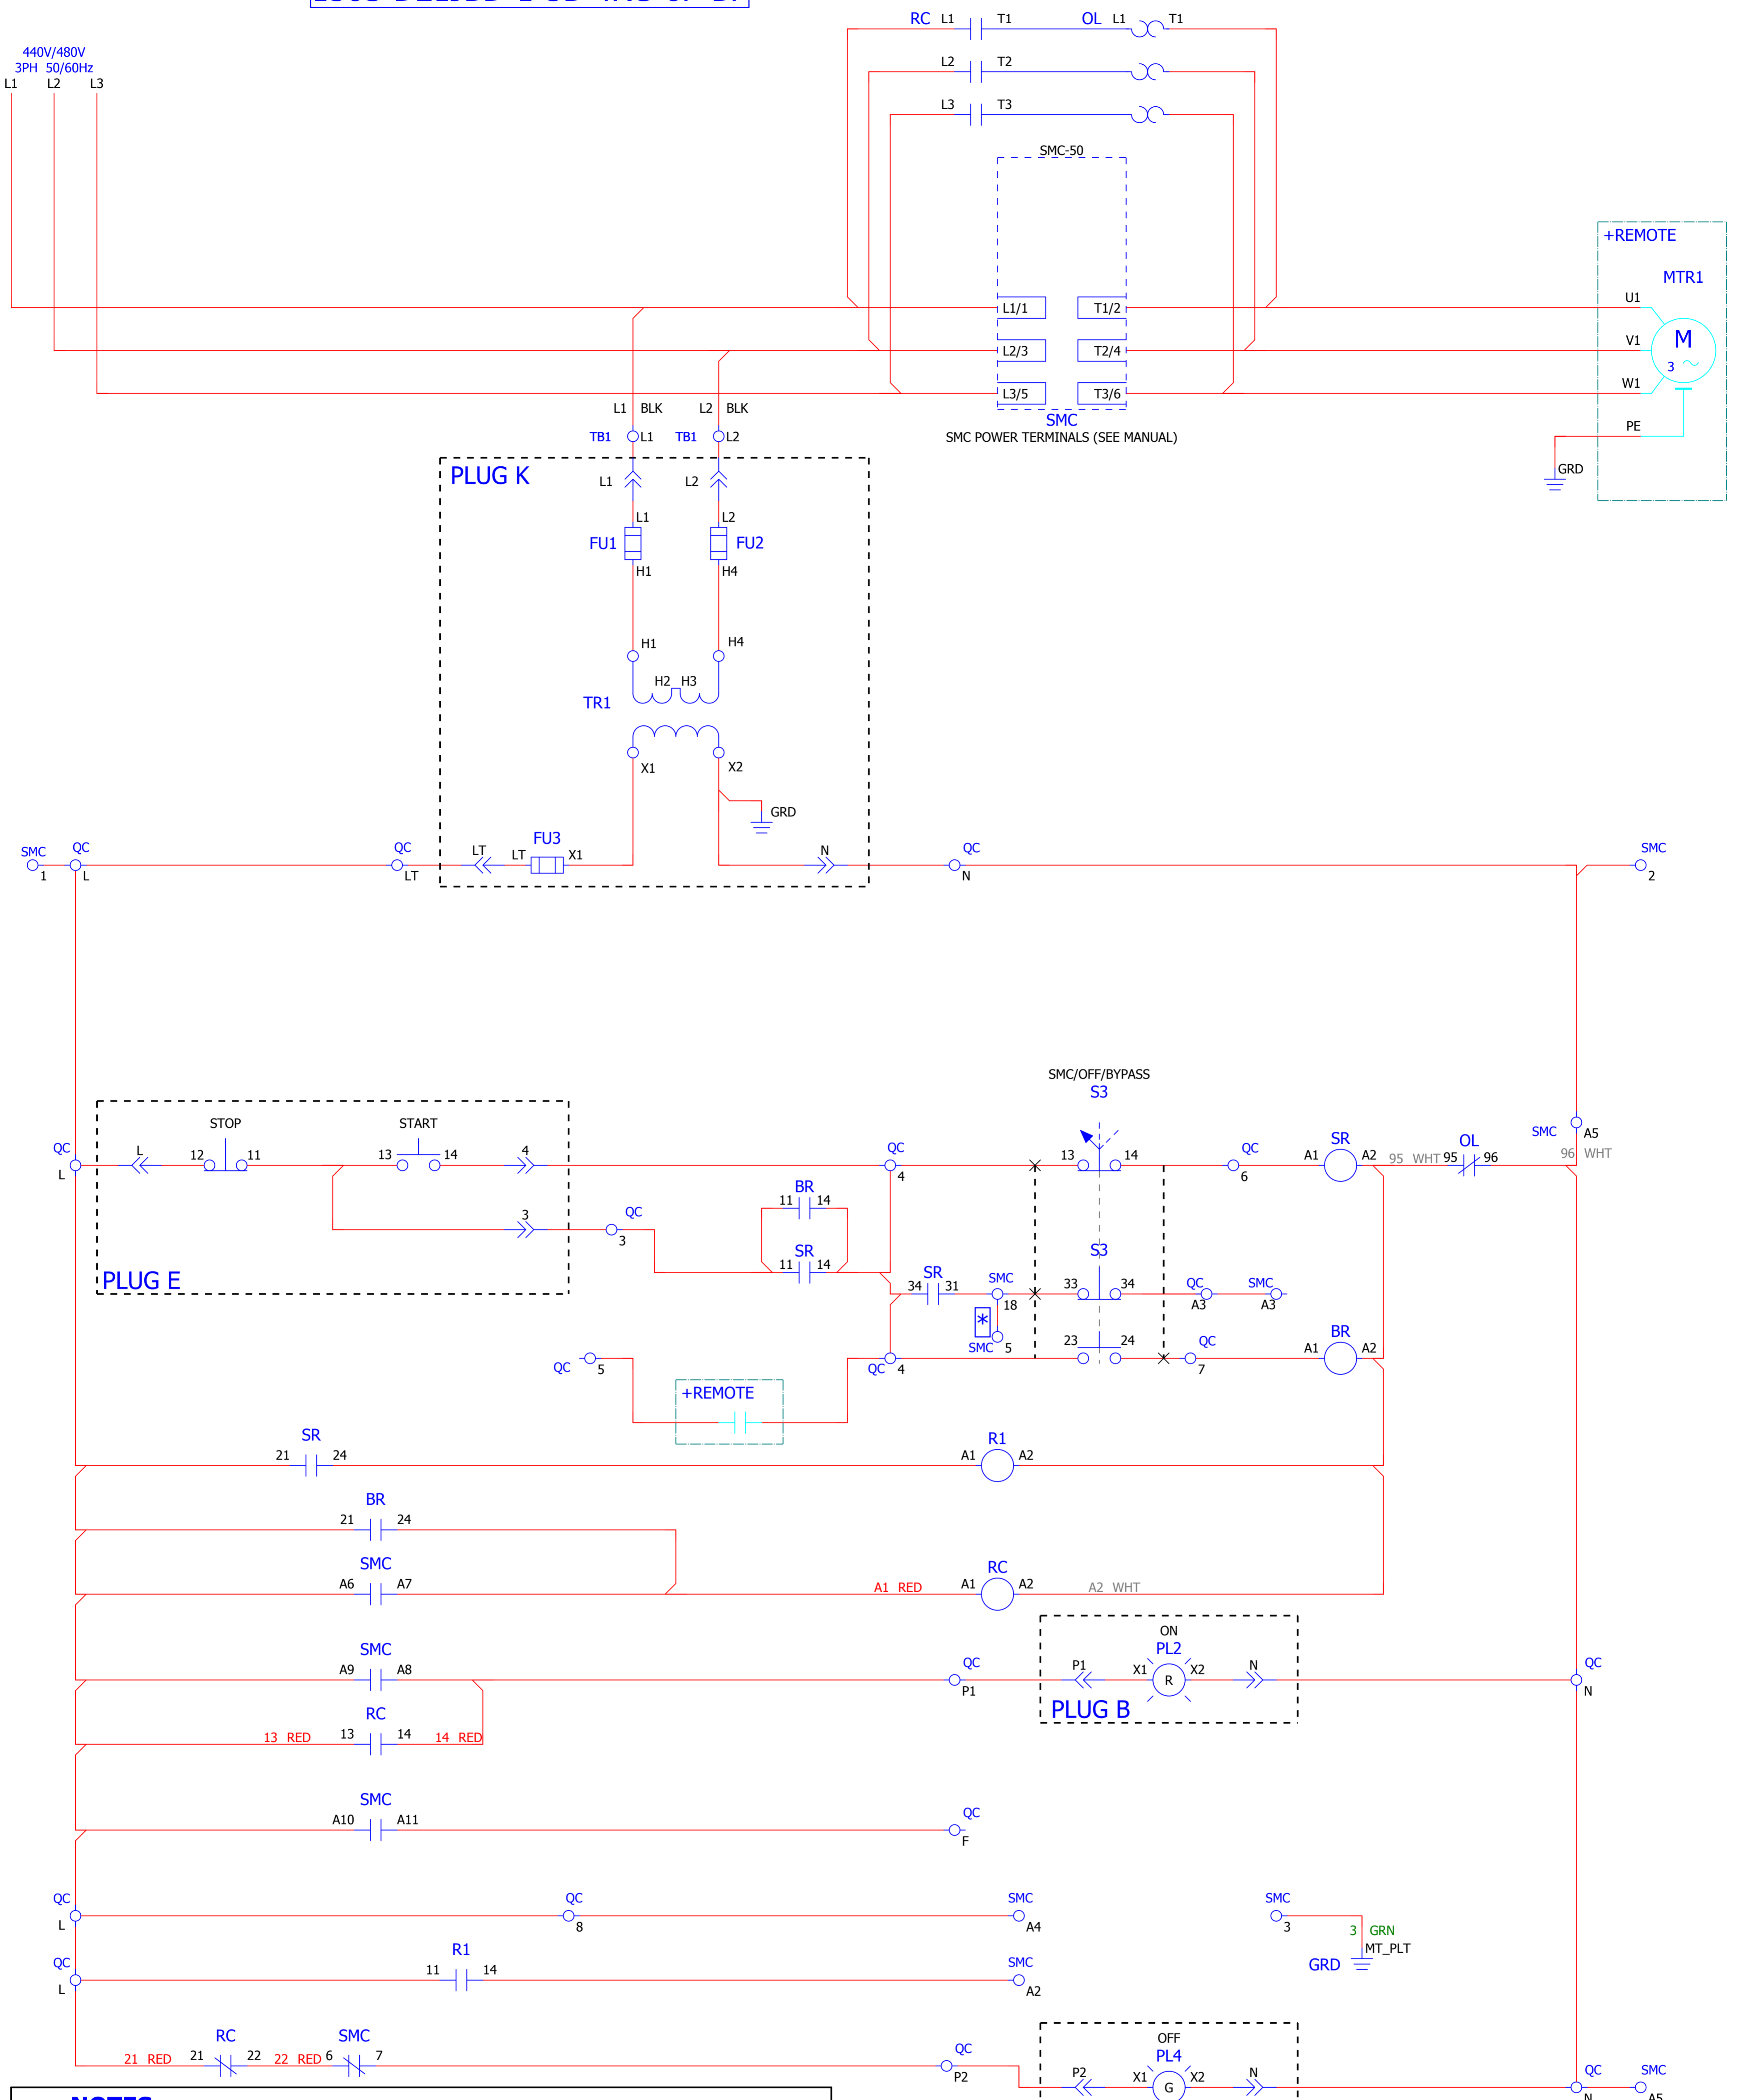 RC L1 T1 OL L1 T1
440V/480V
3PH 50/60Hz
L1 L2 L3
L2 T2
L3 T3
SMC-50
+REMOTE
MTR1
L1/1 T1/2 U1
L2/3 T2/4 V1 M
3
L3/5 T3/6 W1
L1 BLK L2 BLK
SMC
PE
TB1 L1 TB1 L2
SMC POWER TERMINALS (SEE MANUAL)
PLUG K
L1 L2
GRD
L1 L2
FU1 FU2
H1 H4
H1 H4
H2 H3
TR1
X1 X2
GRD
FU3
SMC QC QC LT LT X1 N QC SMC
1 L LT N 2
SMC/OFF/BYPASS
S3
STOP START
SMC A5
QC L 12 11 13 14 4 QC 13 14 QC SR OL
A1 A2 95 WHT 95 96 96 WHT
L 4 6
BR
11 14
3 QC
3
SR
11 14
S3
PLUG E
SR
34 31 SMC 33 34 QC SMC
18 A3 A3
*
SMC 5
23 24 QC BR
A1 A2
QC 5 QC 4 7
+REMOTE
SR R1
21 24 A1 A2
BR
21 24
SMC RC
A6 A7 A1 RED A1 A2 A2 WHT
ON
SMC PL2
A9 A8 QC P1 X1 R X2 N QC
P1 N
PLUG B
RC
13 RED 13 14 14 RED
SMC
A10 A11 QC
F
QC QC SMC SMC
L 8 A4 3
3 GRN
MT_PLT
GRD
QC R1 SMC
11 14
L A2
OFF
RC SMC PL4
21 RED 21 22 22 RED 6 7 QC
P2 P2 X1 G X2 N QC SMC